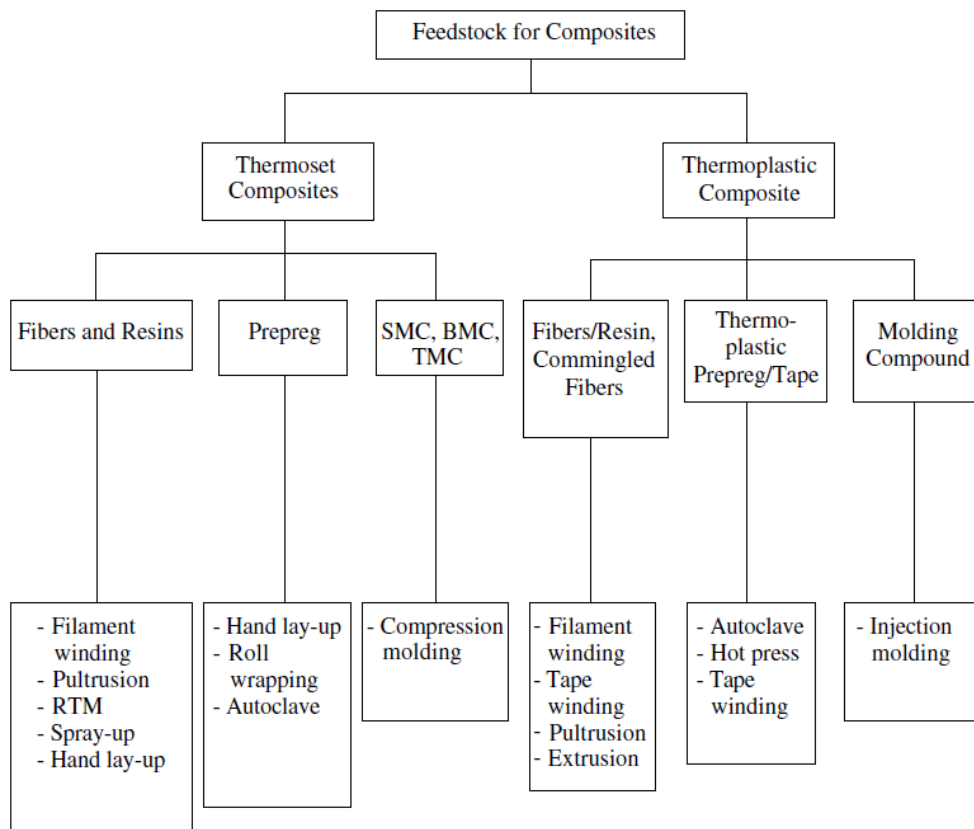 Feedstock for Composites
Thermoset
Composites
Thermoplastic
Composite
Fibers and Resins
Prepreg
SMC, BMC,
TMC
Fibers/Resin,
Commingled
Fibers
Thermo-
plastic
Prepreg/Tape
Molding
Compound
- Filament
winding
- Pultrusion
- RTM
- Spray-up
- Hand lay-up
- Hand lay-up
- Roll
wrapping
- Autoclave
- Compression
molding
- Filament
winding
- Tape
winding
- Pultrusion
- Extrusion
- Autoclave
- Hot press
- Tape
winding
- Injection
molding